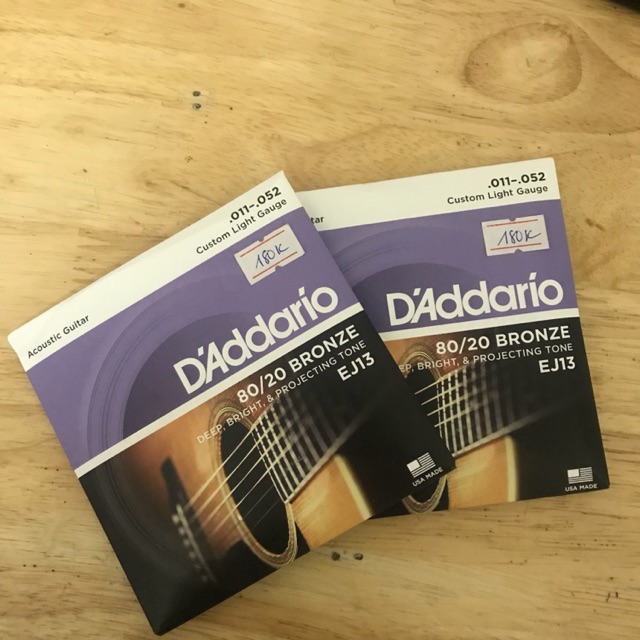 .011-.052
Custom Light Gauge
180K
Acoustic Guitar
D'Addario
80/20 BRONZE
DEEP, BRIGHT, & PROJECTING TONE
EJ13
USA MADE
.011-.052
Custom Light Gauge
180K
D'Addario
80/20 BRONZE
BRIGHT, & PROJECTING TONE
EJ13
USA MADE